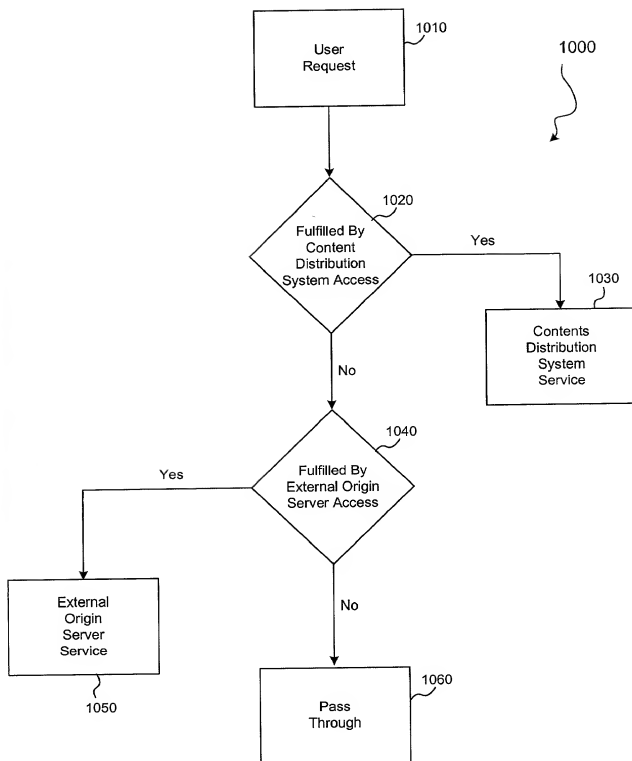 1010
User
Request
1000
1020
Fulfilled By
Content
Distribution
System Access
Yes
1030
Contents
Distribution
System
Service
No
1040
Fulfilled By
External Origin
Server Access
Yes
External
Origin
Server
Service
1050
No
1060
Pass
Through